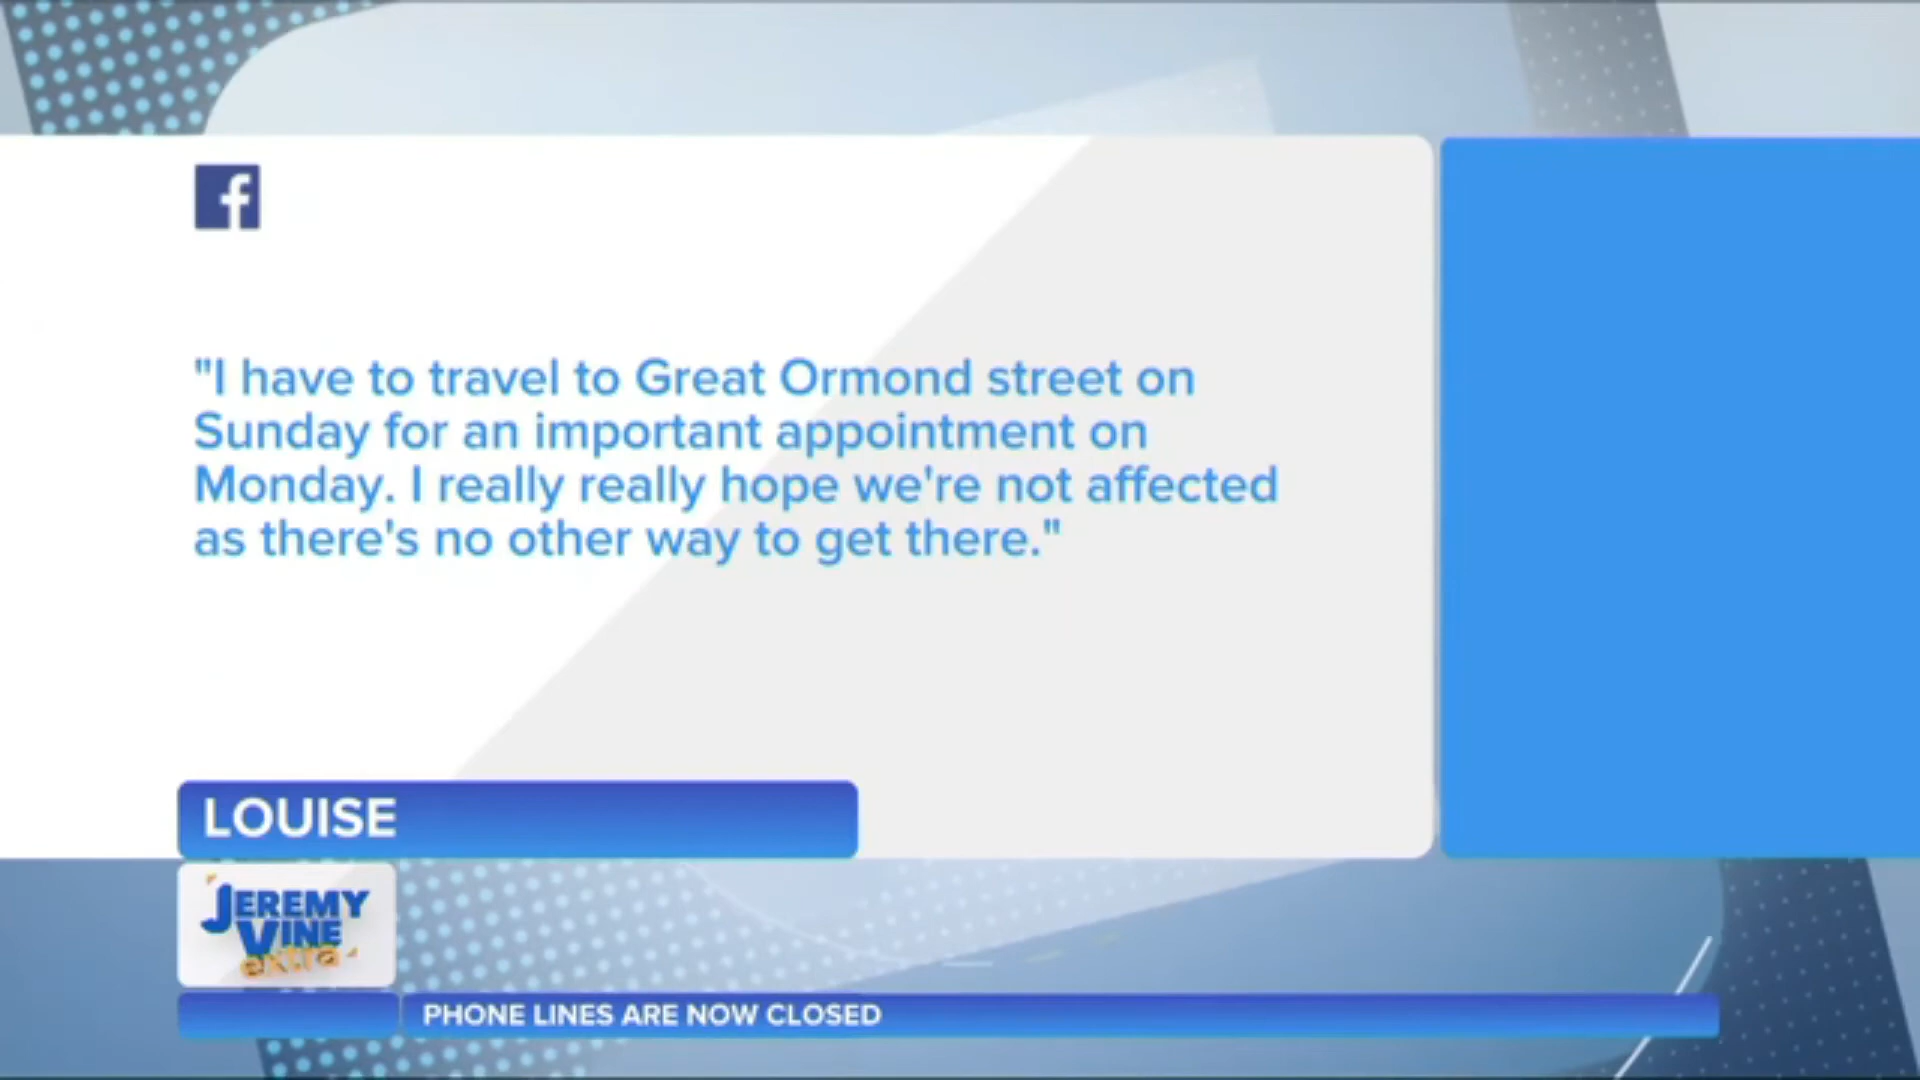 "I have to travel to Great Ormond street on
Sunday for an important appointment on
Monday. I really really hope we're not affected
as there's no other way to get there."
LOUISE
JEREMY
VINE
extra
PHONE LINES ARE NOW CLOSED